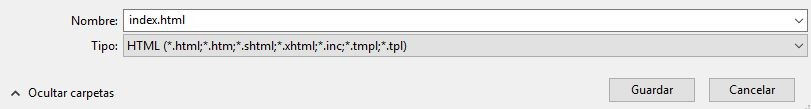 Nombre: index.html
Tipo: HTML (*.html;*.htm;*.shtml;*.xhtml;*.inc;*.tmpl;*.tpl)
Ocultar carpetas Guardar Cancelar